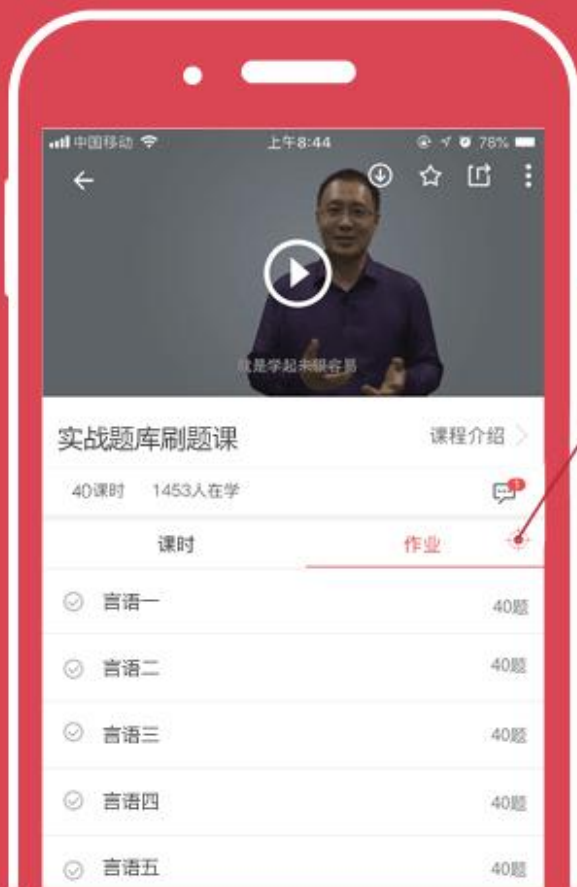 中国移动 上午8:44 76%
就是学起来很容易
实战题库刷题课 课程介绍
40课时 1453人在学 1
课时 作业
言语一 40题
言语二 40题
言语三 40题
言语四 40题
言语五 40题